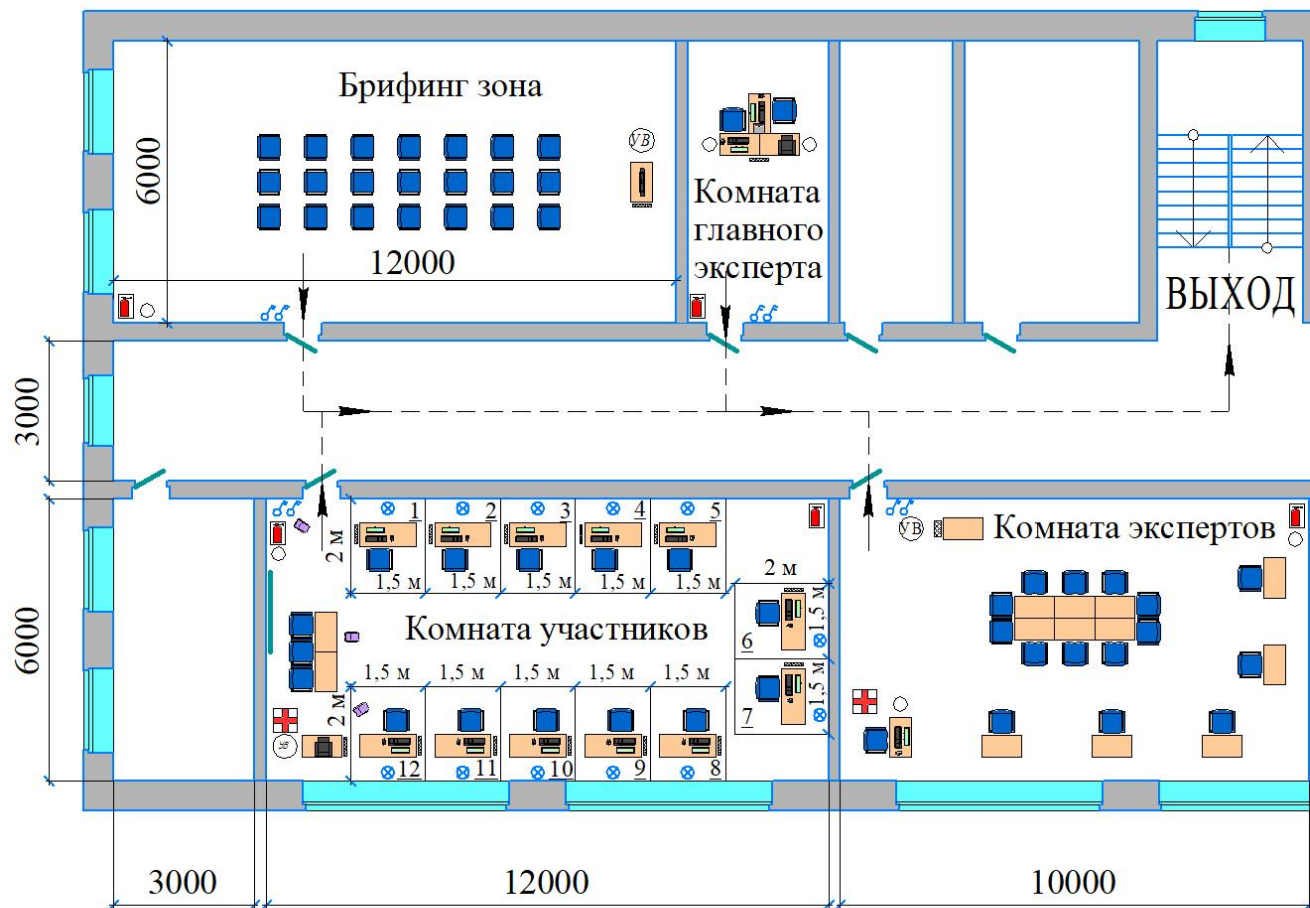 Брифинг зона
УВ
6000
12000
Комната
главного
эксперта
ВЫХОД
3000
6000
1
2
3
4
5
2 м
1,5 м
1,5 м
1,5 м
1,5 м
1,5 м
2 м
1,5 м
6
Комната участников
1,5 м
1,5 м
1,5 м
1,5 м
1,5 м
1,5 м
7
2 м
УВ
12
11
10
9
8
УВ
Комната экспертов
3000
12000
10000